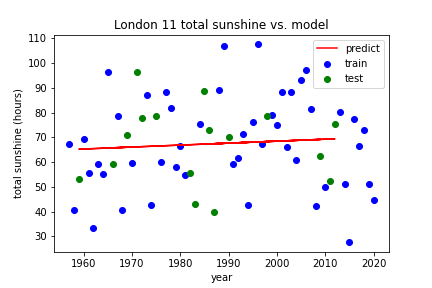 London 11 total sunshine vs. model
predict
train
test
total sunshine (hours)
110
100
90
80
70
60
50
40
30
1960 1970 1980 1990 2000 2010 2020
year